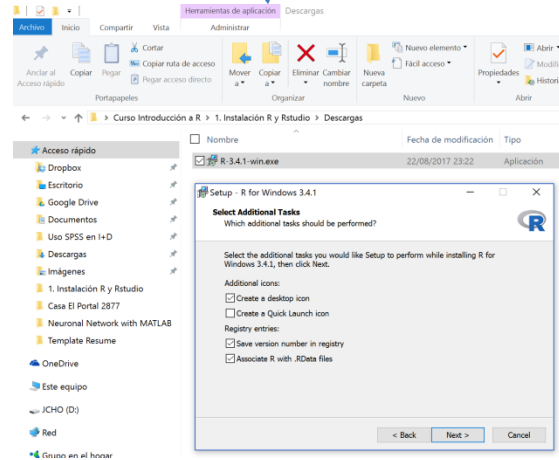 Herramientas de aplicación Descargas
Archivo Inicio Compartir Vista Administrar
Anclar al Acceso rápido
Copiar
Pegar
Cortar
Copiar ruta de acceso
Pegar acceso directo
Mover a
Copiar a
Eliminar
Cambiar nombre
Nueva carpeta
Nuevo elemento
Fácil acceso
Propiedades
Abrir
Portapapeles Organizar Nuevo Abrir
Curso Introducción a R > 1. Instalación R y Rstudio > Descargas
Nombre Fecha de modificación Tipo
R-3.4.1-win.exe 22/08/2017 23:22 Aplicación
Acceso rápido
Dropbox
Escritorio
Google Drive
Documentos
Uso SPSS en I+D
Descargas
Imágenes
1. Instalación R y Rstudio
Casa El Portal 2877
Neuronal Network with MATLAB
Template Resume
OneDrive
Este equipo
JCHO (D:)
Red
Grupo en el hogar
Setup - R for Windows 3.4.1
Select Additional Tasks
Which additional tasks should be performed?
R
Select the additional tasks you would like Setup to perform while installing R for
Windows 3.4.1, then click Next.
Additional icons:
Create a desktop icon
Create a Quick Launch icon
Registry entries:
Save version number in registry
Associate R with .RData files
< Back Next > Cancel